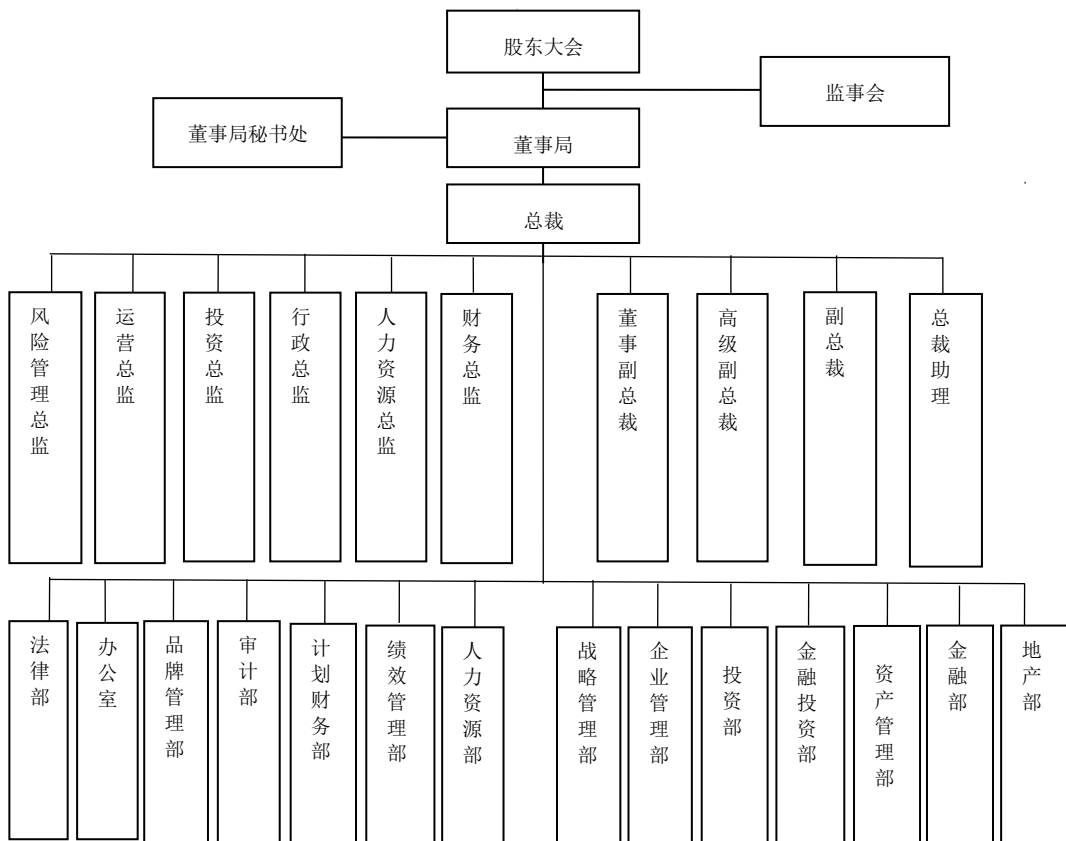 股东大会
监事会
董事局秘书处
董事局
总裁
风险管理总监
运营总监
投资总监
行政总监
人力资源总监
财务总监
董事副总裁
高级副总裁
副总裁
总裁助理
法律部
办公室
品牌管理部
审计部
计划财务部
绩效管理部
人力资源部
战略管理部
企业管理部
投资部
金融投资部
资产管理部
金融部
地产部